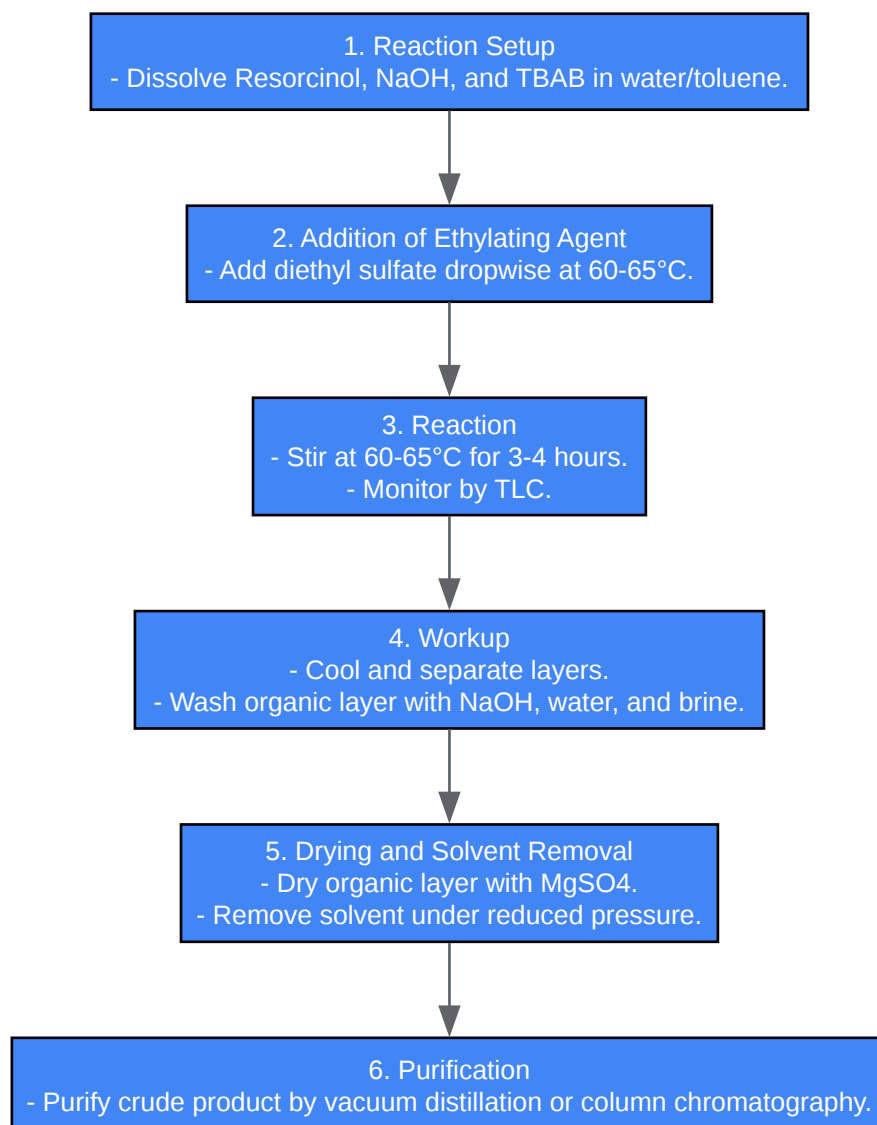 1. Reaction Setup
- Dissolve Resorcinol, NaOH, and TBAB in water/toluene.
2. Addition of Ethylating Agent
- Add diethyl sulfate dropwise at 60-65°C.
3. Reaction
- Stir at 60-65°C for 3-4 hours.
- Monitor by TLC.
4. Workup
- Cool and separate layers.
- Wash organic layer with NaOH, water, and brine.
5. Drying and Solvent Removal
- Dry organic layer with MgSO4.
- Remove solvent under reduced pressure.
6. Purification
- Purify crude product by vacuum distillation or column chromatography.